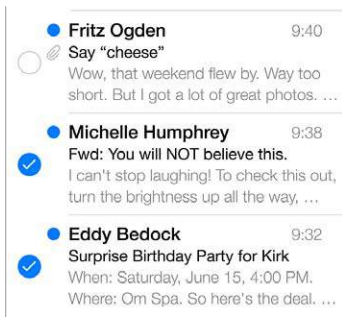 Fritz Ogden 9:40
Say “cheese”
Wow, that weekend flew by. Way too
short. But I got a lot of great photos. …
Michelle Humphrey 9:38
Fwd: You will NOT believe this.
I can't stop laughing! To check this out,
turn the brightness up all the way, …
Eddy Bedock 9:32
Surprise Birthday Party for Kirk
When: Saturday, June 15, 4:00 PM.
Where: Om Spa. So here's the deal. …